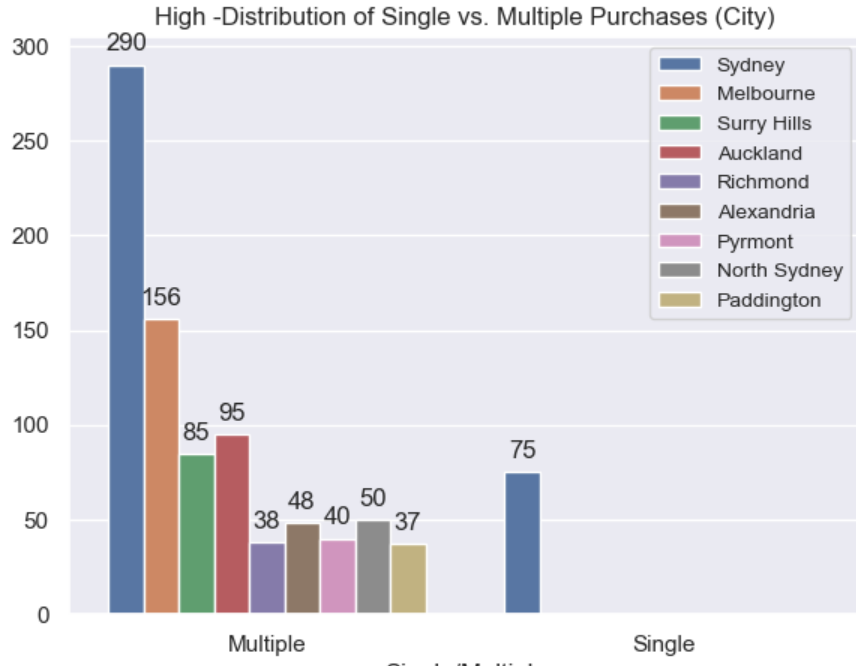 High -Distribution of Single vs. Multiple Purchases (City)
300
250
200
150
100
50
0
290
156
85
95
38
48
40
50
37
75
Sydney
Melbourne
Surry Hills
Auckland
Richmond
Alexandria
Pyrmont
North Sydney
Paddington
Multiple
Single